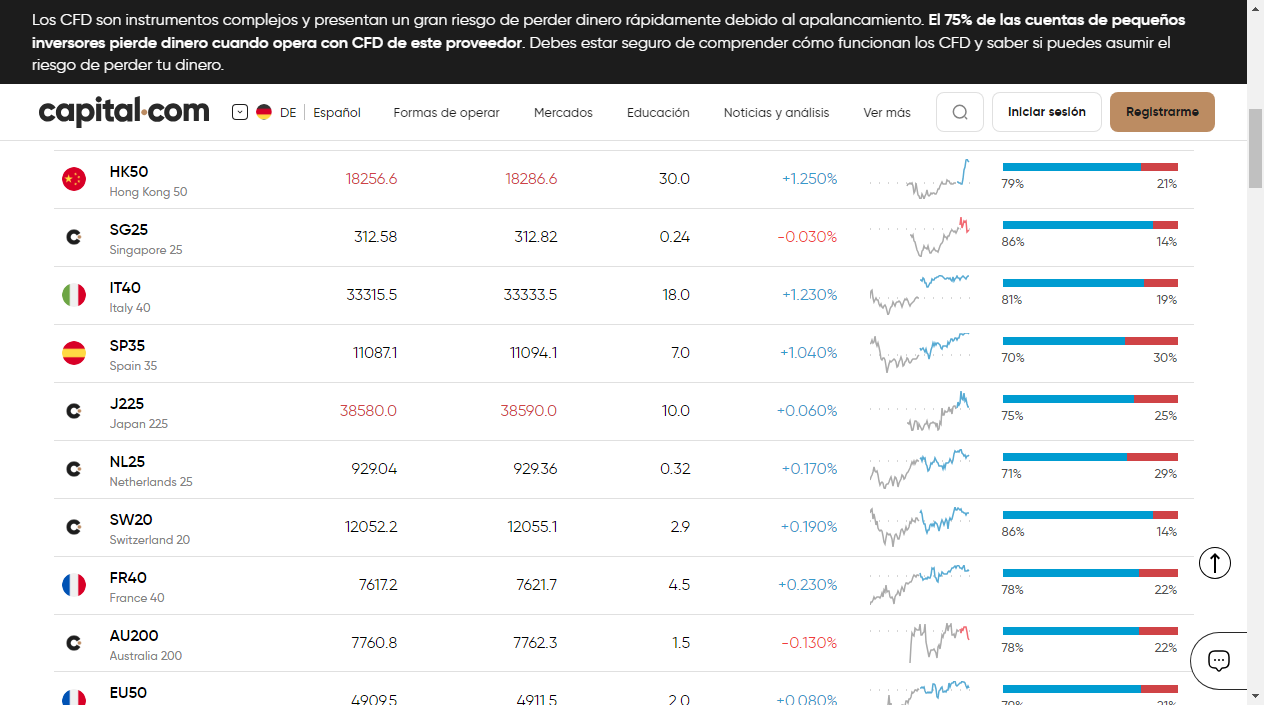 Los CFD son instrumentos complejos y presentan un gran riesgo de perder dinero rápidamente debido al apalancamiento. El 75% de las cuentas de pequeños
inversores pierde dinero cuando opera con CFD de este proveedor. Debes estar seguro de comprender cómo funcionan los CFD y saber si puedes asumir el
riesgo de perder tu dinero.
capital.com DE Español Formas de operar Mercados Educación Noticias y análisis Ver más Iniciar sesión Registrarme
HK50 18256.6 18286.6 30.0 +1.250%
Hong Kong 50 79% 21%
SG25 312.58 312.82 0.24 -0.030%
Singapore 25 86% 14%
IT40 33315.5 33333.5 18.0 +1.230%
Italy 40 81% 19%
SP35 11087.1 11094.1 7.0 +1.040%
Spain 35 70% 30%
J225 38580.0 38590.0 10.0 +0.060%
Japan 225 75% 25%
NL25 929.04 929.36 0.32 +0.170%
Netherlands 25 71% 29%
SW20 12052.2 12055.1 2.9 +0.190%
Switzerland 20 86% 14%
FR40 7617.2 7621.7 4.5 +0.230%
France 40 78% 22%
AU200 7760.8 7762.3 1.5 -0.130%
Australia 200 78% 22%
EU50 4909.5 4911.5 2.0 +0.080%